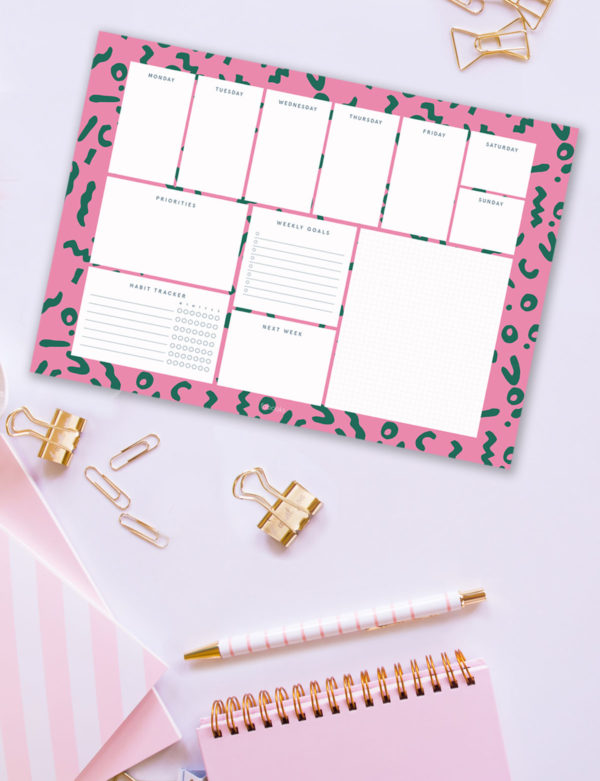 MONDAY
TUESDAY
WEDNESDAY
THURSDAY
FRIDAY
SATURDAY
SUNDAY
PRIORITIES
WEEKLY GOALS
HABIT TRACKER
M T W T F S S
NEXT WEEK